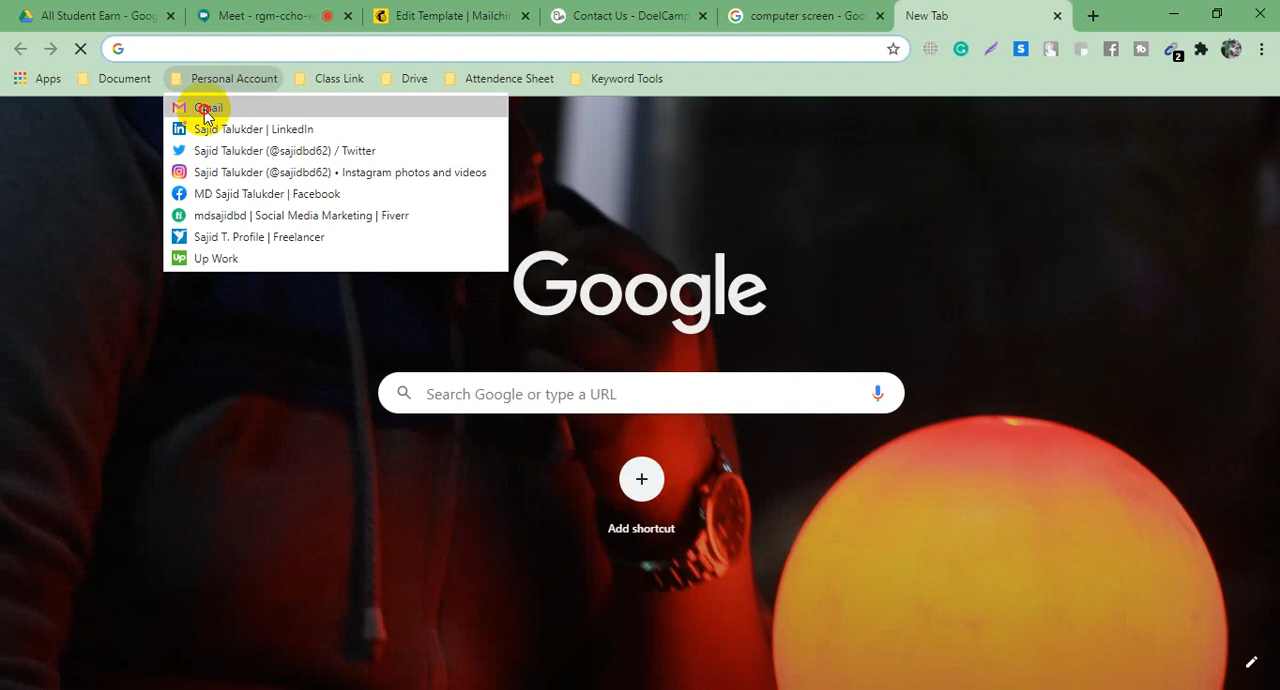 All Student Earn - Goog
Meet - rgm-ccho-w
Edit Template | Mailchi
Contact Us - DoelCamp
computer screen - Goo
New Tab
Apps
Document
Personal Account
Class Link
Drive
Attendence Sheet
Keyword Tools
2
Gmail
Sajid Talukder | LinkedIn
Sajid Talukder (@sajidbd62) / Twitter
Sajid Talukder (@sajidbd62) • Instagram photos and videos
MD Sajid Talukder | Facebook
mdsajidbd | Social Media Marketing | Fiverr
Sajid T. Profile | Freelancer
Up Work
Google
Search Google or type a URL
Add shortcut